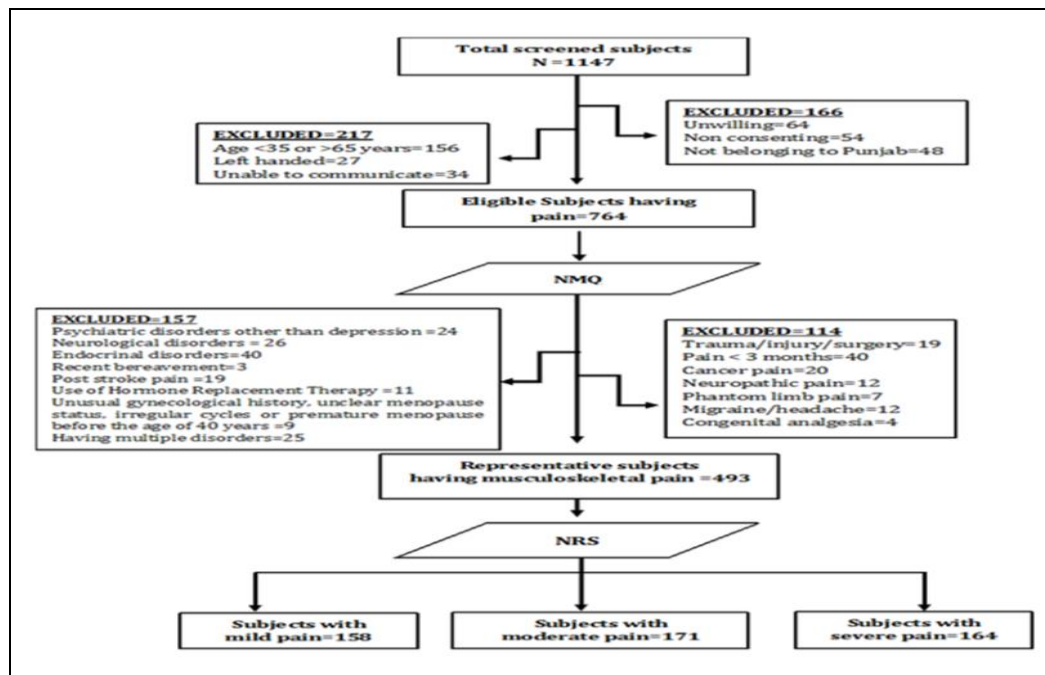 Total screened subjects
N =1147
EXCLUDED=166
Unwilling=64
Non consenting=54
Not belonging to Punjab=48
EXCLUDED=217
Age <35 or >65 years=156
Left handed=27
Unable to communicate=34
Eligible Subjects having
pain=764
NMQ
EXCLUDED=157
Psychiatric disorders other than depression =24
Neurological disorders = 26
Endocrinal disorders=40
Recent bereavement=3
Post stroke pain =19
Use of Hormone Replacement Therapy =11
Unusual gynecological history, unclear menopause
status, irregular cycles or premature menopause
before the age of 40 years =9
Having multiple disorders=25
EXCLUDED=114
Trauma/injury/surgery=19
Pain < 3 months=40
Cancer pain=20
Neuropathic pain=12
Phantom limb pain=7
Migraine/headache=12
Congenital analgesia=4
Representative subjects
having musculoskeletal pain =493
NRS
Subjects with
mild pain=158
Subjects with
moderate pain=171
Subjects with
severe pain=164